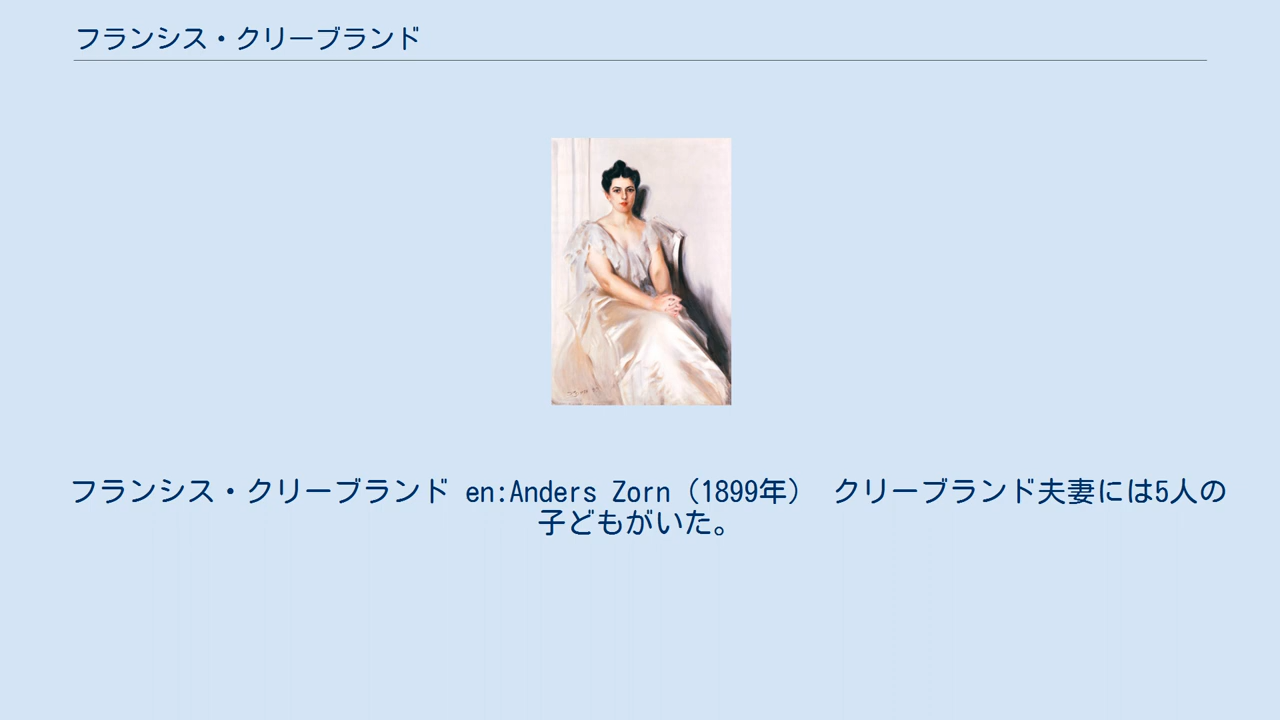 フランシス・クリーブランド
フランシス・クリーブランド en:Anders Zorn（1899年） クリーブランド夫妻には5人の
子どもがいた。